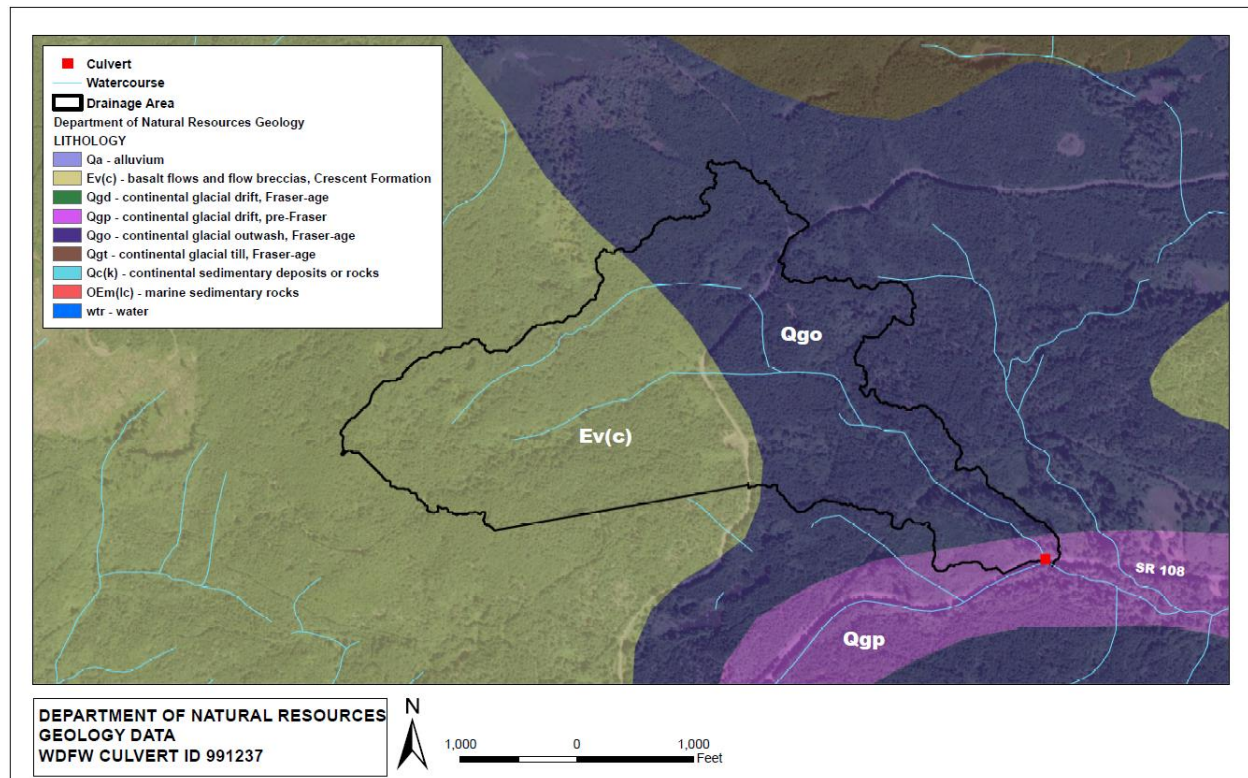 Culvert
Watercourse
Drainage Area
Department of Natural Resources Geology
LITHOLOGY
Qa - alluvium
Ev(c) - basalt flows and flow breccias, Crescent Formation
Qgd - continental glacial drift, Fraser-age
Qgp - continental glacial drift, pre-Fraser
Qgo - continental glacial outwash, Fraser-age
Qgt - continental glacial till, Fraser-age
Qc(k) - continental sedimentary deposits or rocks
OEm(lc) - marine sedimentary rocks
wtr - water
Qgo
Ev(c)
SR 108
Qgp
DEPARTMENT OF NATURAL RESOURCES
GEOLOGY DATA
WDFW CULVERT ID 991237
N
1,000 0 1,000
Feet